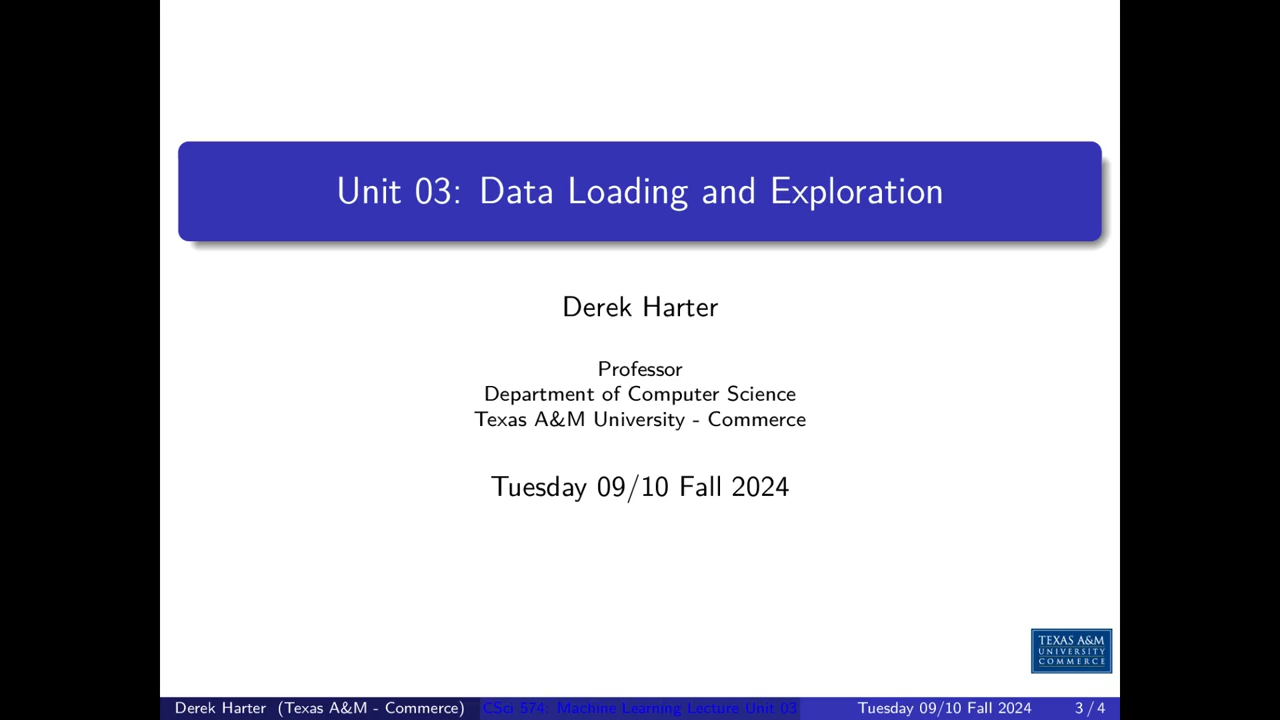 Unit 03: Data Loading and Exploration
Derek Harter
Professor
Department of Computer Science
Texas A&M University - Commerce
Tuesday 09/10 Fall 2024
TEXAS A&M
UNIVERSITY
COMMERCE
Derek Harter (Texas A&M - Commerce) CSci 574: Machine Learning Lecture Unit 03 Tuesday 09/10 Fall 2024 3 / 4